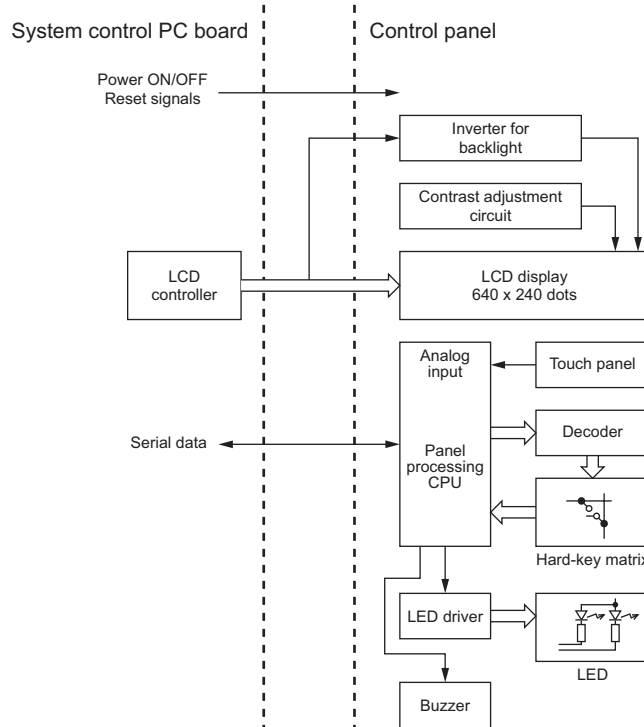 System control PC board
Control panel
Power ON/OFF
Reset signals
Inverter for
backlight
Contrast adjustment
circuit
LCD
controller
LCD display
640 x 240 dots
Analog
input
Touch panel
Serial data
Panel
processing
CPU
Decoder
Hard-key matrix
LED driver
LED
Buzzer